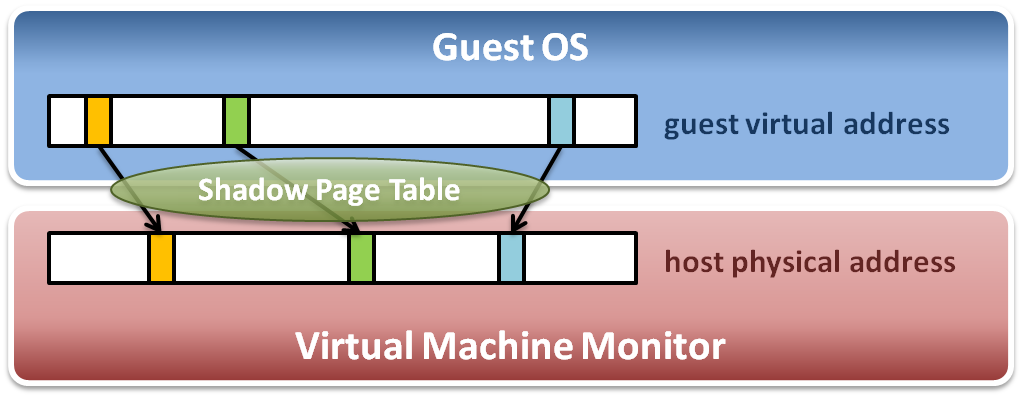 Guest OS
guest virtual address
Shadow Page Table
host physical address
Virtual Machine Monitor